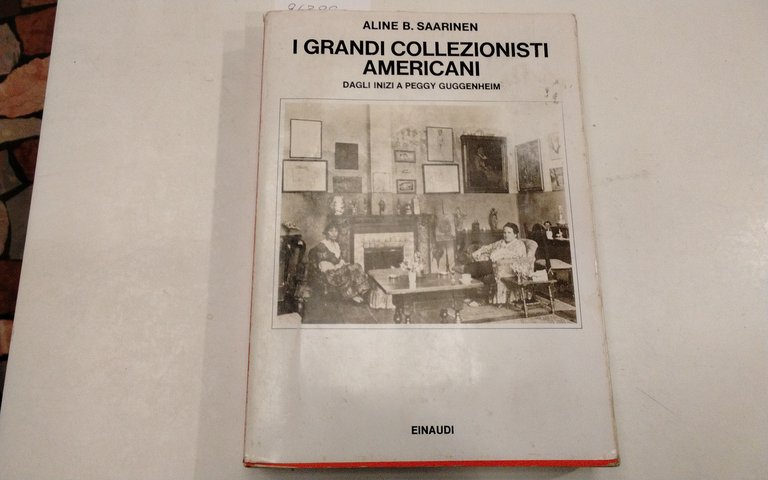 ALINE B. SAARINEN
I GRANDI COLLEZIONISTI
AMERICANI
DAGLI INIZI A PEGGY GUGGENHEIM
EINAUDI